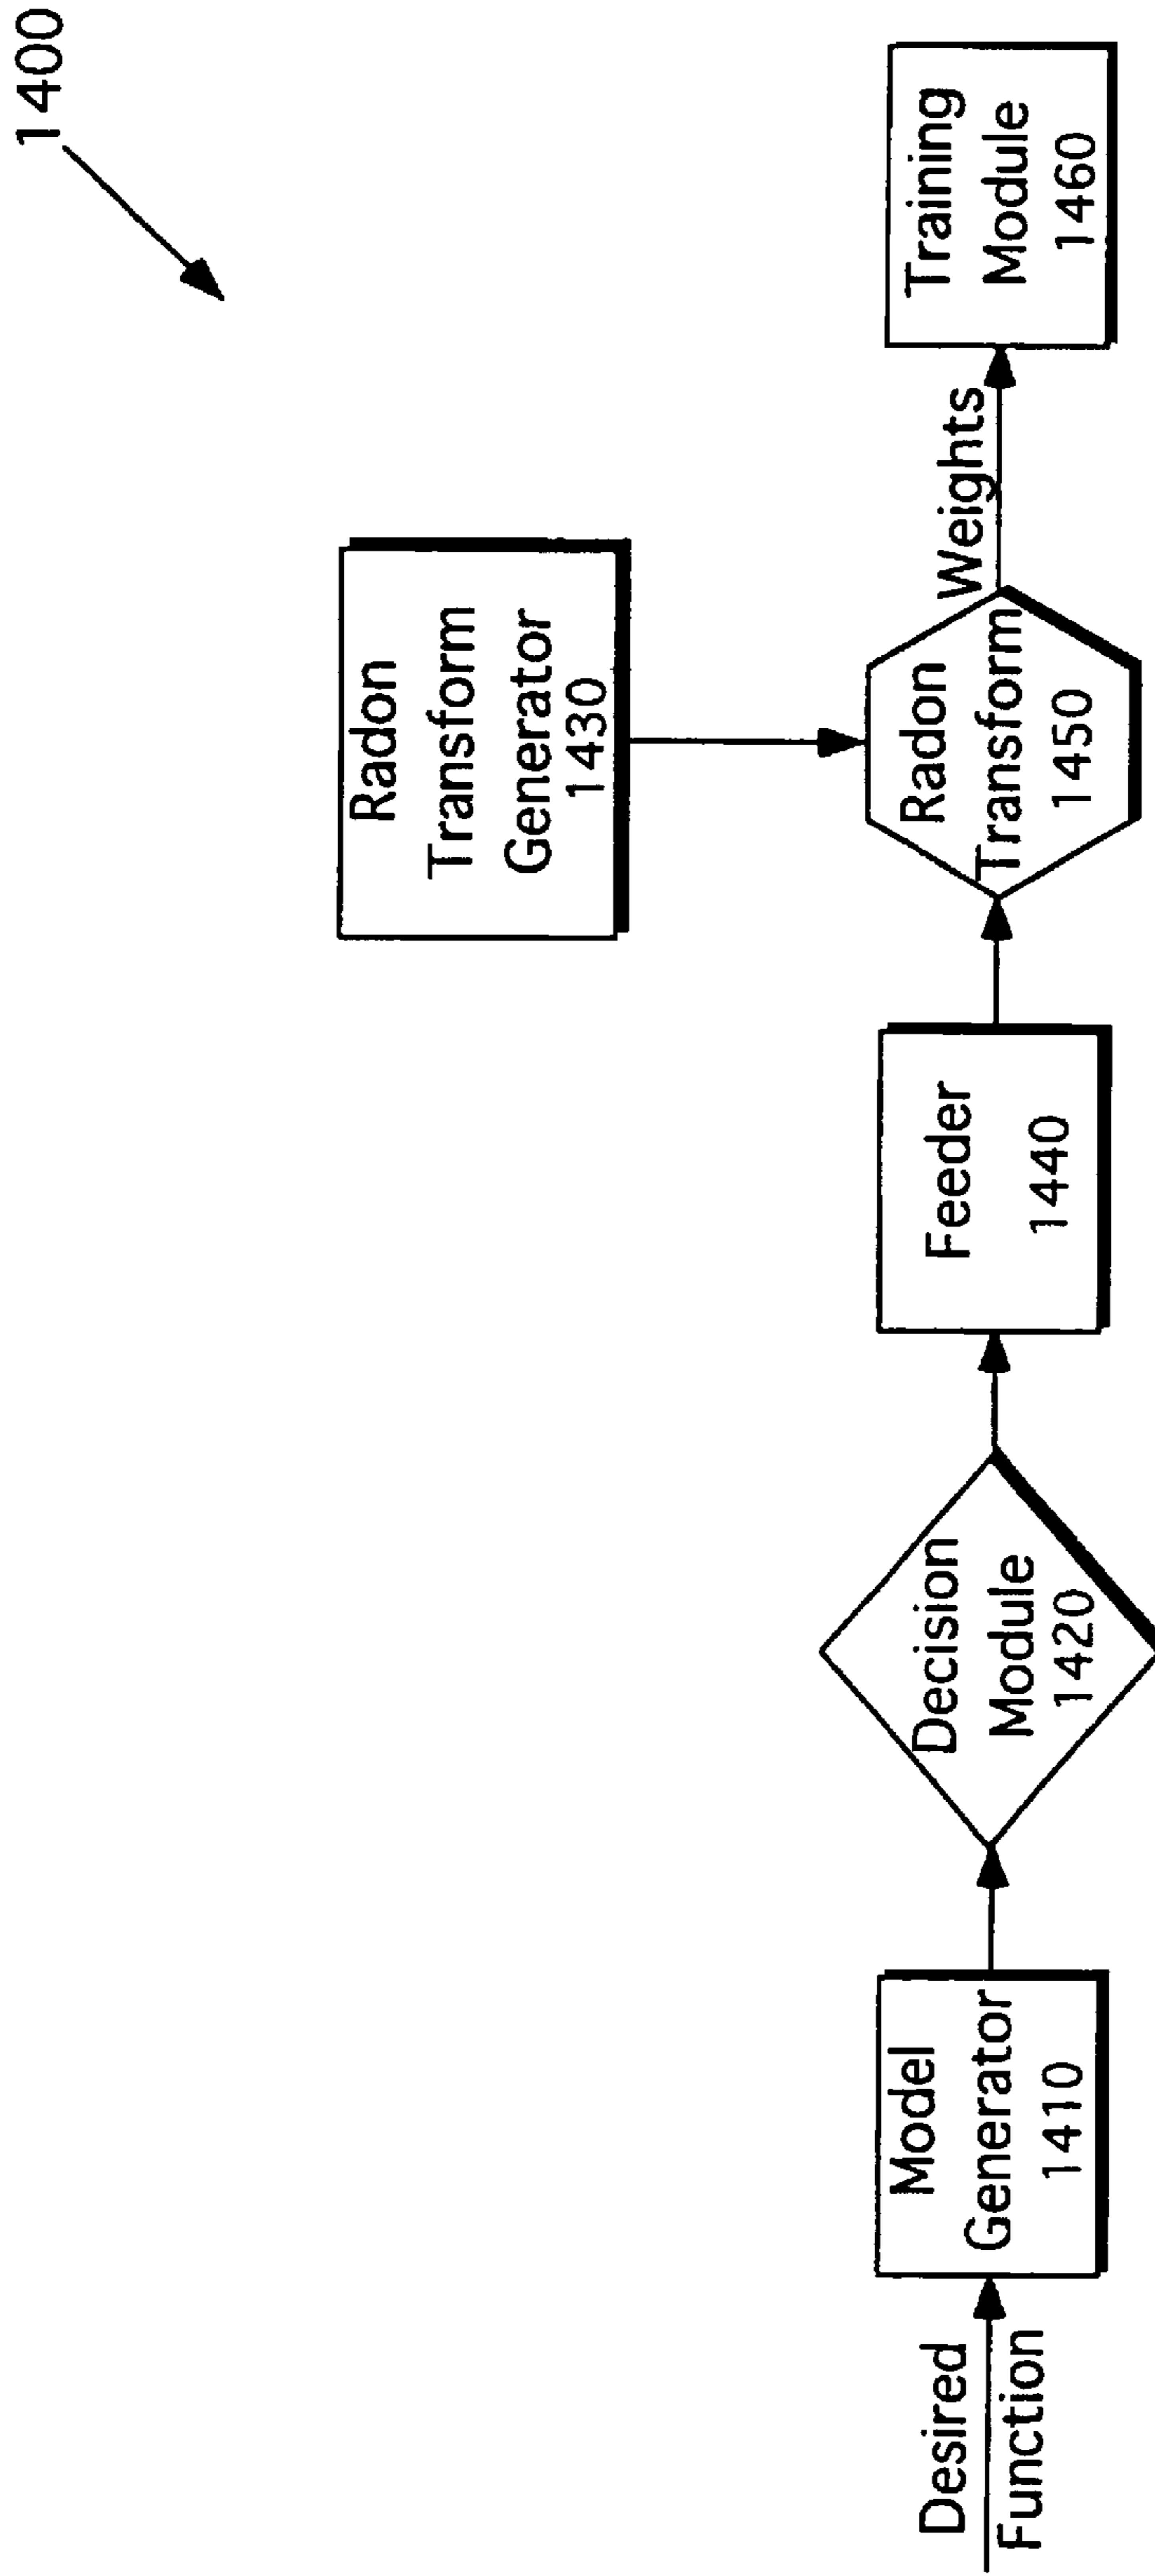 1400
Radon
Transform
Generator
1430
Desired
Function
Model
Generator
1410
Decision
Module
1420
Feeder
1440
Radon
Transform
1450
Weights
Training
Module
1460